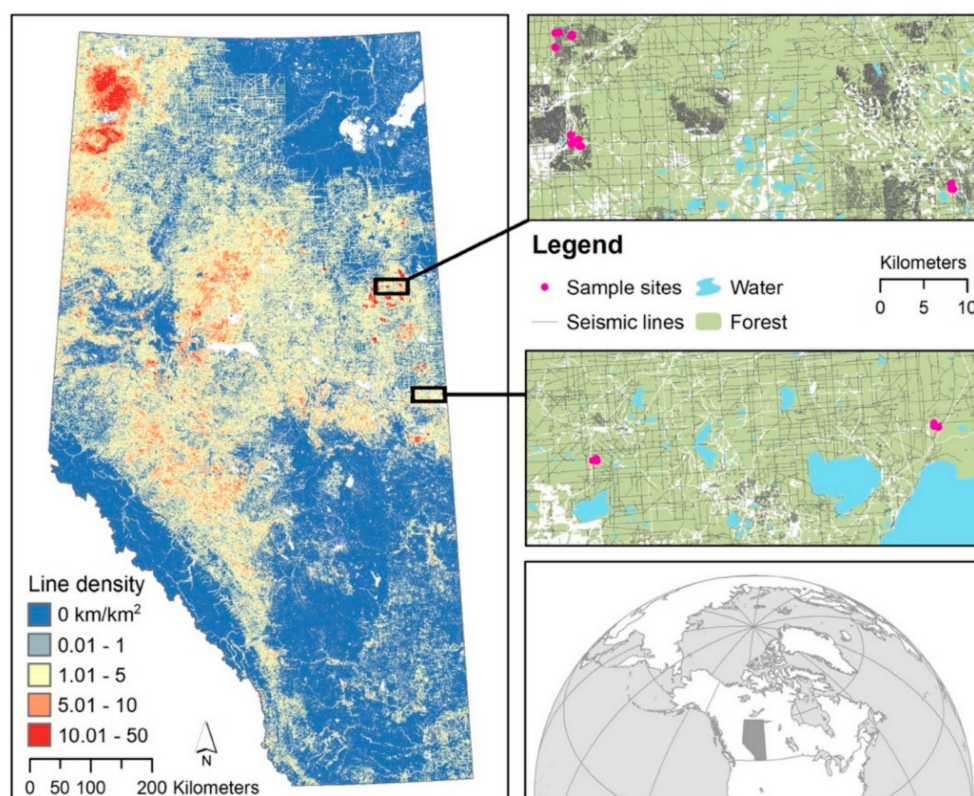 Line density
0 km/km²
0.01 - 1
1.01 - 5
5.01 - 10
10.01 - 50
N
0 50 100 200 Kilometers
Legend
Sample sites
Water
Seismic lines
Forest
Kilometers
0 5 10